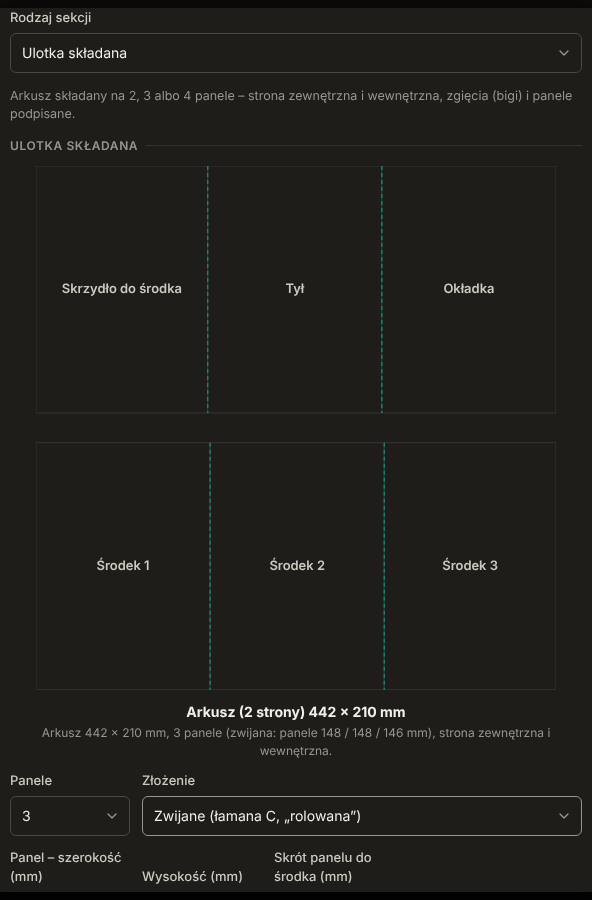 Rodzaj sekcji
Ulotka składana
Arkusz składany na 2, 3 albo 4 panele – strona zewnętrzna i wewnętrzna, zgięcia (bigi) i panele
podpisane.
ULOTKA SKŁADANA
Skrzydło do środka
Tył
Okładka
Środek 1
Środek 2
Środek 3
Arkusz (2 strony) 442 × 210 mm
Arkusz 442 × 210 mm, 3 panele (zwijana: panele 148 / 148 / 146 mm), strona zewnętrzna i
wewnętrzna.
Panele
Złożenie
3
Zwijane (łamana C, „rolowana”)
Panel – szerokość
(mm)
Wysokość (mm)
Skrót panelu do
środka (mm)